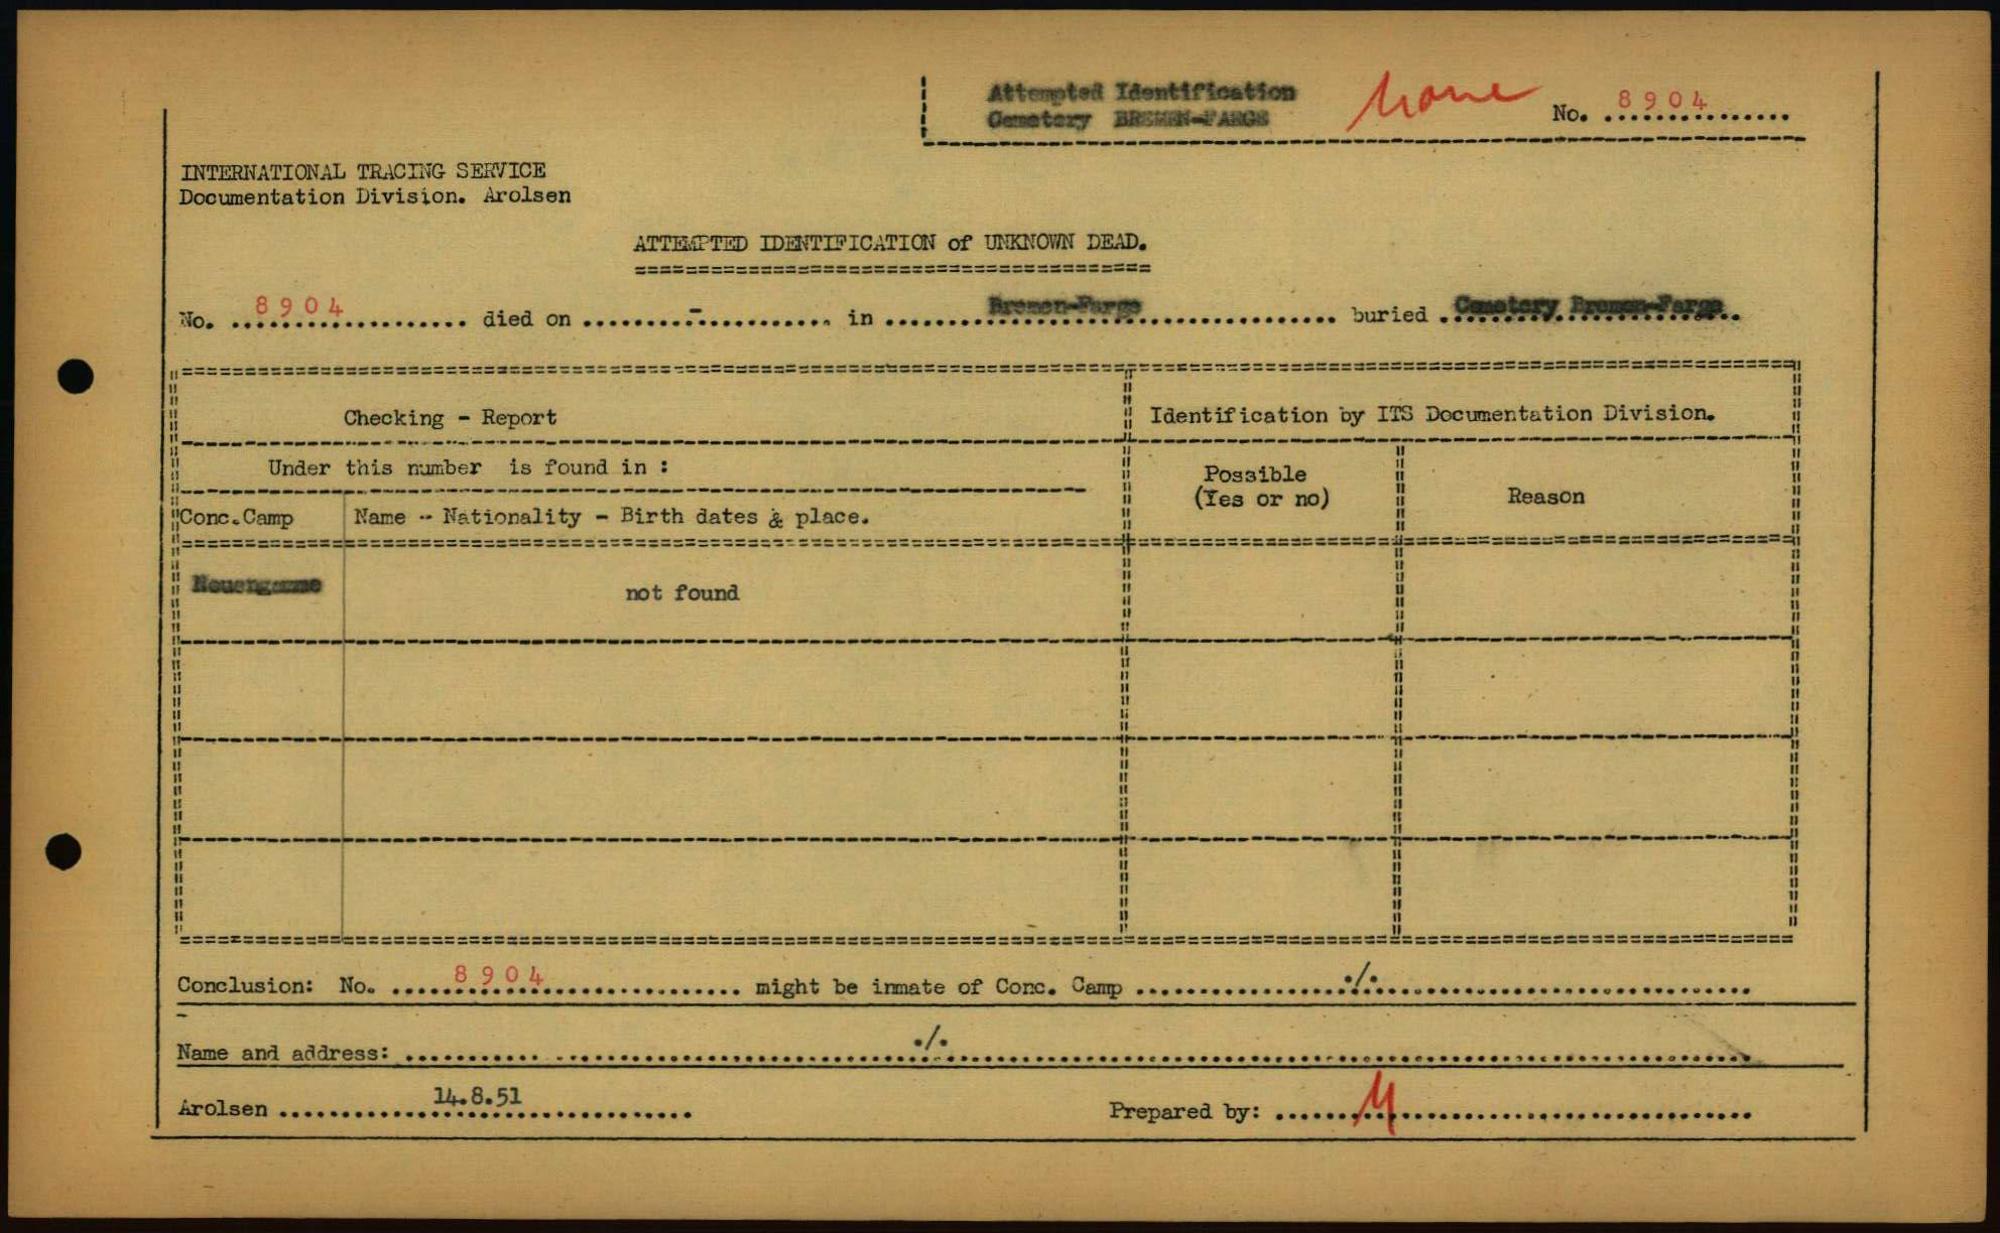 Attempted Identification
Cemetery BREMEN-FARGE
None
No. 8904
INTERNATIONAL TRACING SERVICE
Documentation Division. Arolsen
ATTEMPTED IDENTIFICATION of UNKNOWN DEAD.
No. 8904 died on - in Bremen-Farge buried Cemetery Bremen-Farge
Checking - Report
Identification by ITS Documentation Division.
Under this number is found in :
Possible
(Yes or no)
Reason
Conc.Camp
Name - Nationality - Birth dates & place.
Neuengamme
not found
Conclusion: No. 8904 might be inmate of Conc. Camp ./.
Name and address: ./.
Arolsen 14.8.51
Prepared by: